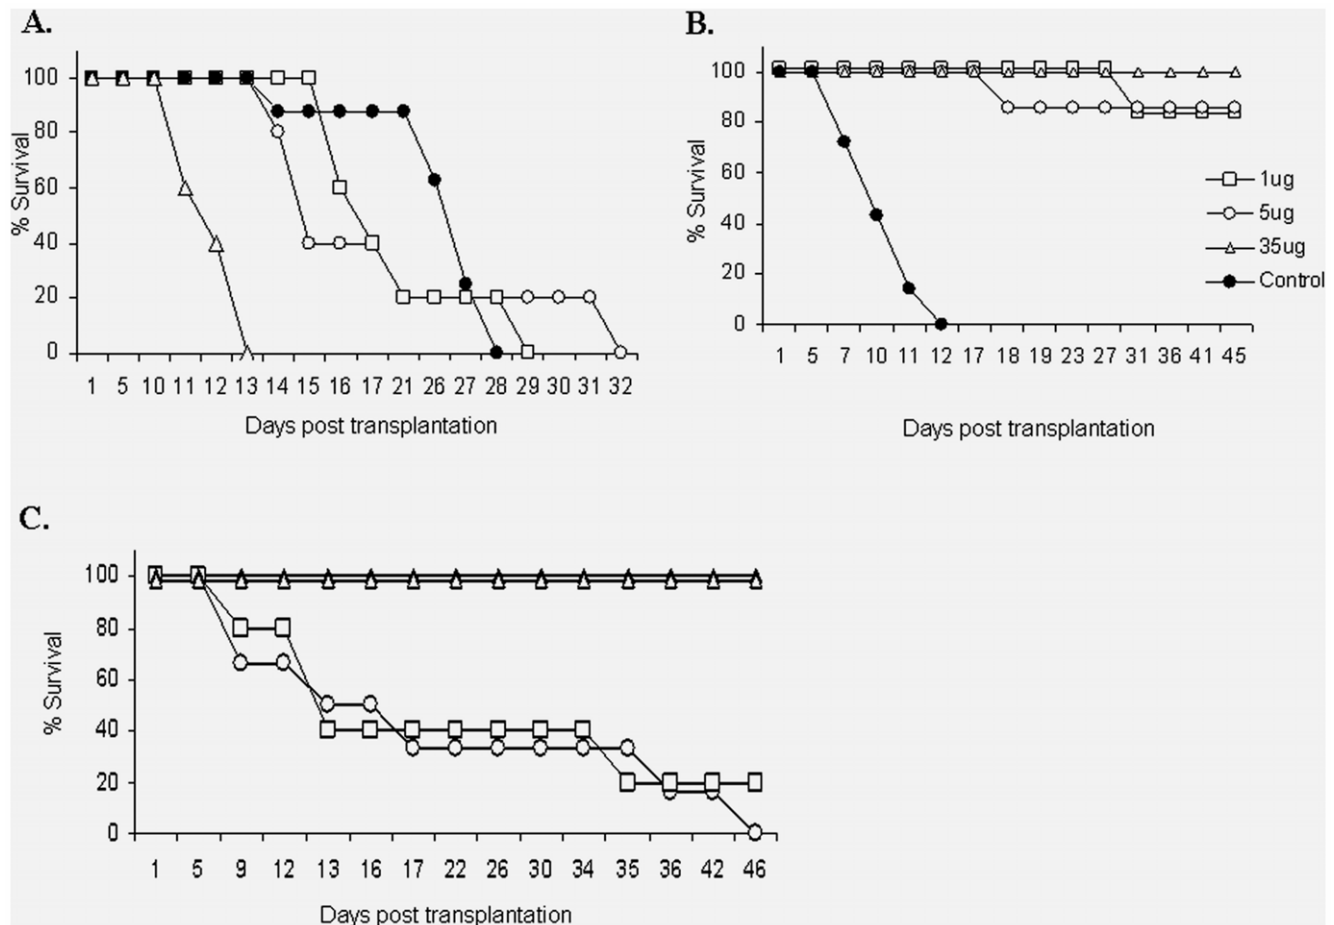 A.
% Survival
100
80
60
40
20
0
1 5 10 11 12 13 14 15 16 17 21 26 27 28 29 30 31 32
Days post transplantation
B.
% Survival
100
80
60
40
20
0
1 5 7 10 11 12 17 18 19 23 27 31 36 41 45
Days post transplantation
1ug
5ug
35ug
Control
C.
% Survival
100
80
60
40
20
0
1 5 9 12 13 16 17 22 26 30 34 35 36 42 46
Days post transplantation